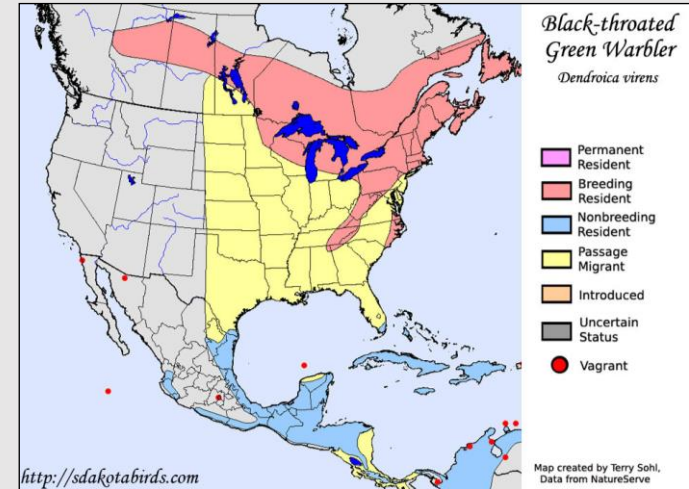 Black-throated
Green Warbler
Dendroica virens
Permanent
Resident
Breeding
Resident
Nonbreeding
Resident
Passage
Migrant
Introduced
Uncertain
Status
Vagrant
http://sdakotabirds.com
Map created by Terry Sohl,
Data from NatureServe